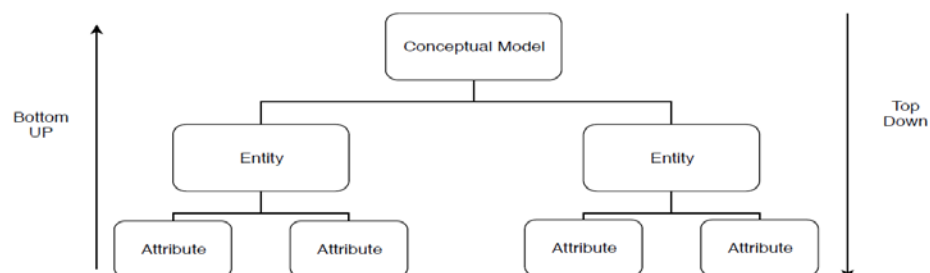 Conceptual Model
Bottom
UP
Top
Down
Entity
Entity
Attribute
Attribute
Attribute
Attribute